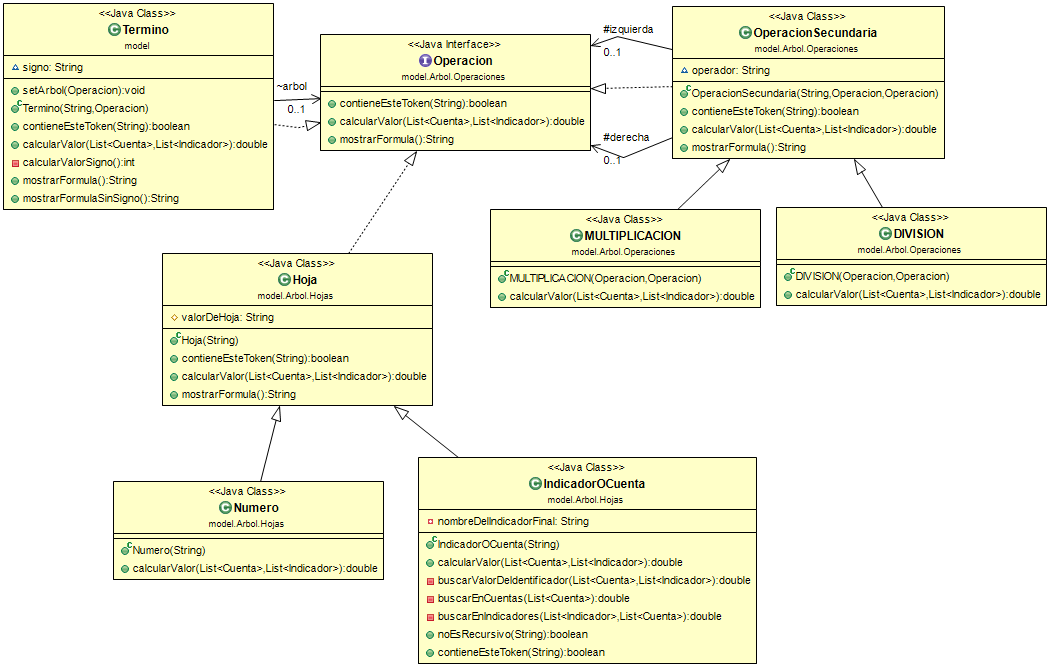 <<Java Class>>
Termino
model
signo: String
setArbol(Operacion):void
Termino(String,Operacion)
contieneEsteToken(String):boolean
calcularValor(List<Cuenta>,List<Indicador>):double
calcularValorSigno():int
mostrarFormula():String
mostrarFormulaSinSigno():String
~arbol
0..1
<<Java Interface>>
Operacion
model.Arbol.Operaciones
contieneEsteToken(String):boolean
calcularValor(List<Cuenta>,List<Indicador>):double
mostrarFormula():String
#izquierda
0..1
#derecha
0..1
<<Java Class>>
OperacionSecundaria
model.Arbol.Operaciones
operador: String
OperacionSecundaria(String,Operacion,Operacion)
contieneEsteToken(String):boolean
calcularValor(List<Cuenta>,List<Indicador>):double
mostrarFormula():String
<<Java Class>>
MULTIPLICACION
model.Arbol.Operaciones
MULTIPLICACION(Operacion,Operacion)
calcularValor(List<Cuenta>,List<Indicador>):double
<<Java Class>>
DIVISION
model.Arbol.Operaciones
DIVISION(Operacion,Operacion)
calcularValor(List<Cuenta>,List<Indicador>):double
<<Java Class>>
Hoja
model.Arbol.Hojas
valorDeHoja: String
Hoja(String)
contieneEsteToken(String):boolean
calcularValor(List<Cuenta>,List<Indicador>):double
mostrarFormula():String
<<Java Class>>
Numero
model.Arbol.Hojas
Numero(String)
calcularValor(List<Cuenta>,List<Indicador>):double
<<Java Class>>
IndicadorOCuenta
model.Arbol.Hojas
nombreDelIndicadorFinal: String
IndicadorOCuenta(String)
calcularValor(List<Cuenta>,List<Indicador>):double
buscarValorDeIdentificador(List<Cuenta>,List<Indicador>):double
buscarEnCuentas(List<Cuenta>):double
buscarEnIndicadores(List<Indicador>,List<Cuenta>):double
noEsRecursivo(String):boolean
contieneEsteToken(String):boolean